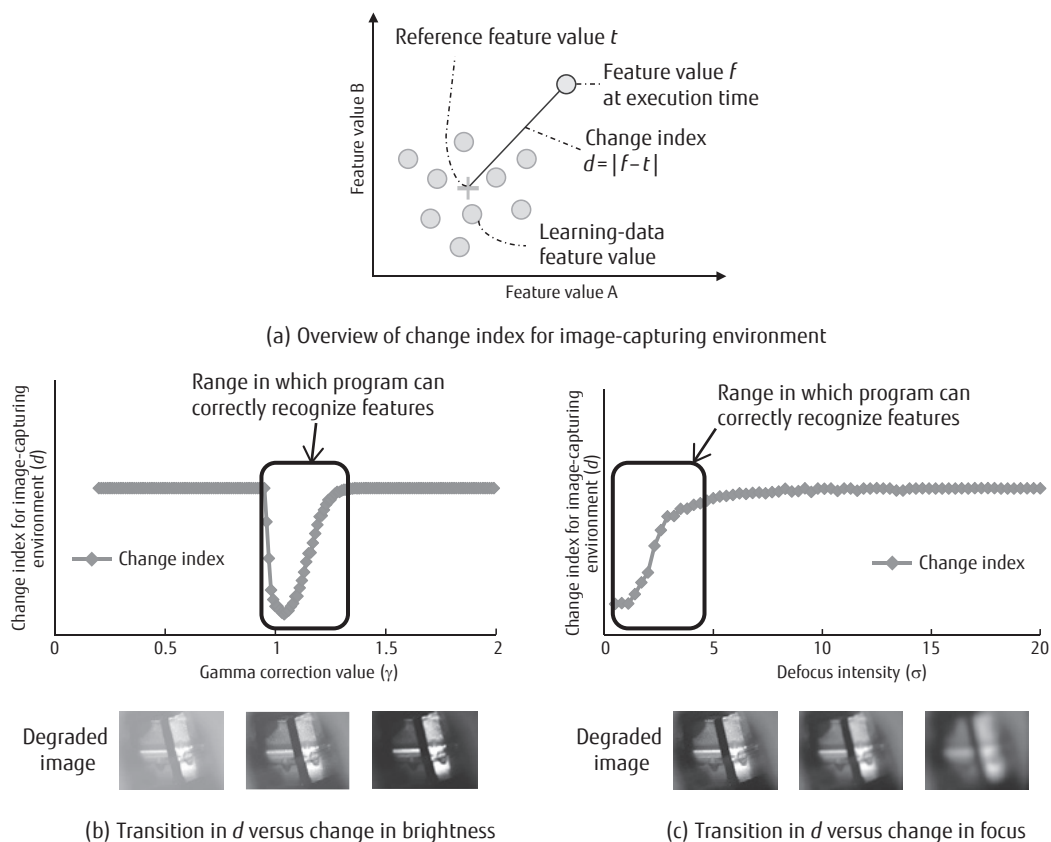 Reference feature value t
Feature value f
at execution time
Change index
d = |f – t|
Learning-data
feature value
Feature value B
Feature value A
(a) Overview of change index for image-capturing environment
Range in which program can
correctly recognize features
Change index for image-capturing
environment (d)
Change index
0 0.5 1 1.5 2
Gamma correction value (γ)
Degraded
image
(b) Transition in d versus change in brightness
Range in which program can
correctly recognize features
Change index for image-capturing
environment (d)
Change index
0 5 10 15 20
Defocus intensity (σ)
Degraded
image
(c) Transition in d versus change in focus